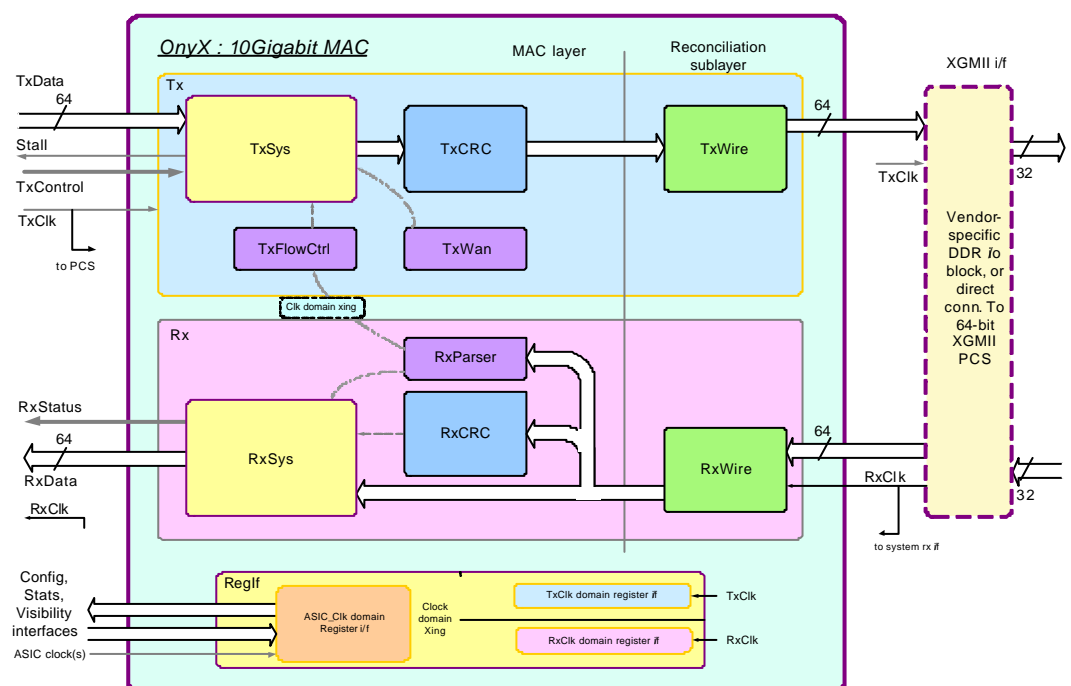 OnyX : 10Gigabit MAC
MAC layer
Reconciliation
sublayer
XGMII i/f
TxData
64
Stall
TxControl
TxClk
to PCS
Tx
TxSys
TxCRC
TxWire
64
TxFlowCtrl
TxWan
Clk domain xing
TxClk
32
Vendor-
specific
DDR i/o
block, or
direct
conn. To
64-bit
XGMII
PCS
Rx
RxParser
RxCRC
RxSys
RxWire
RxStatus
64
RxData
RxClk
64
RxClk
32
to system rx i/f
Config,
Stats,
Visibility
interfaces
ASIC clock(s)
RegIf
ASIC_Clk domain
Register i/f
Clock
domain
Xing
TxClk domain register i/f
TxClk
RxClk domain register i/f
RxClk